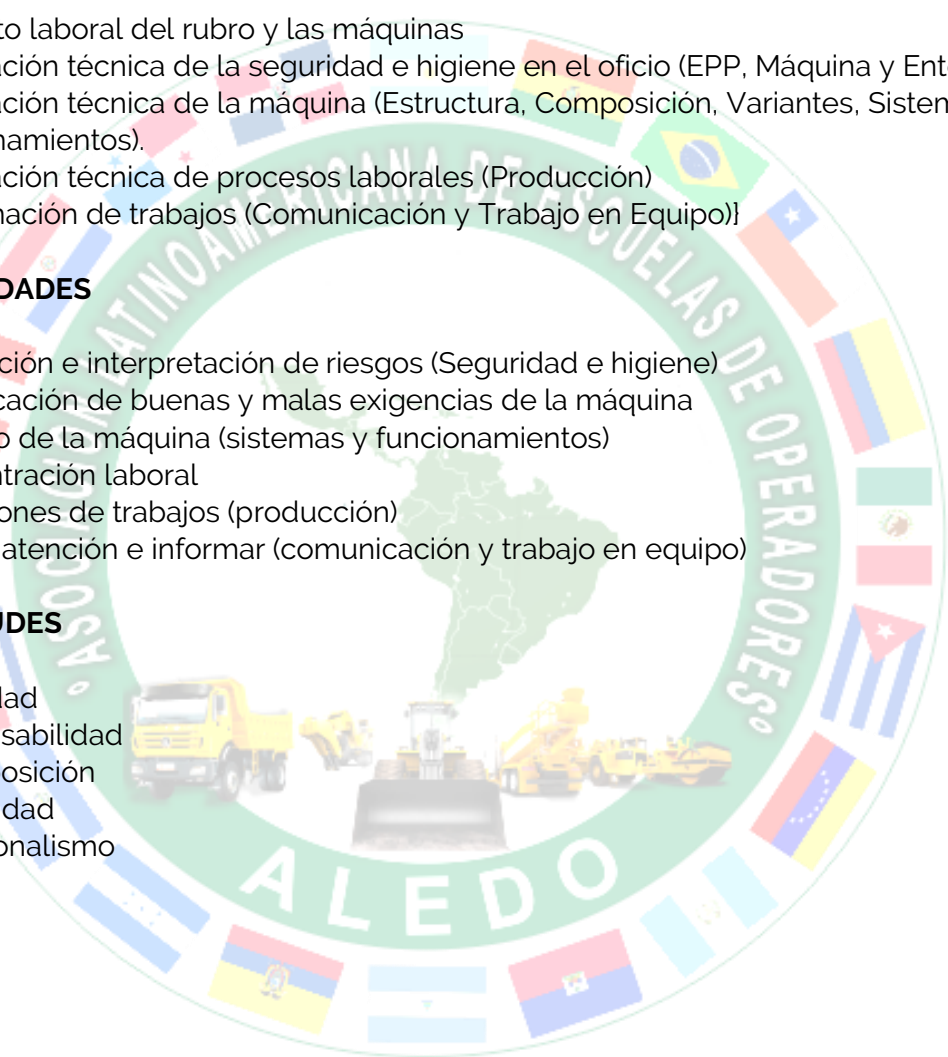 to laboral del rubro y las máquinas
ación técnica de la seguridad e higiene en el oficio (EPP, Máquina y Ent
ación técnica de la máquina (Estructura, Composición, Variantes, Sisten
namientos).
ación técnica de procesos laborales (Producción)
nación de trabajos (Comunicación y Trabajo en Equipo)}
DADES
ción e interpretación de riesgos (Seguridad e higiene)
cación de buenas y malas exigencias de la máquina
o de la máquina (sistemas y funcionamientos)
ntración laboral
ones de trabajos (producción)
atención e informar (comunicación y trabajo en equipo)
UDES
dad
sabilidad
osición
dad
onalismo
ASOCIACIÓN LATINOAMERICANA DE ESCUELAS DE OPERADORES
ALEDO